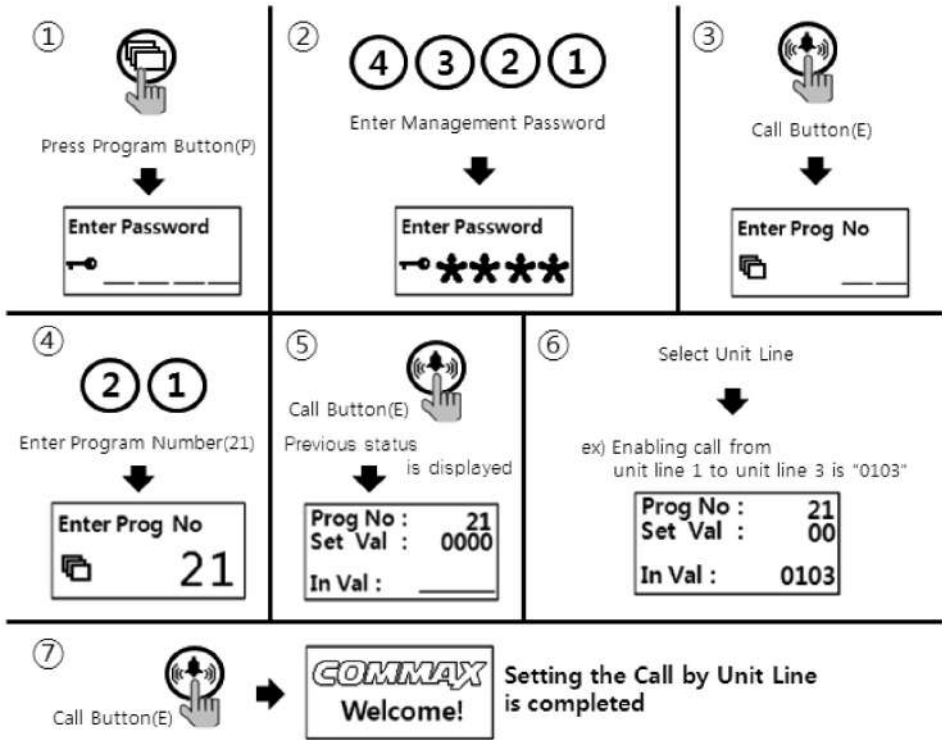 ①
Press Program Button(P)
Enter Password
②
4 3 2 1
Enter Management Password
Enter Password
③
Call Button(E)
Enter Prog No
④
2 1
Enter Program Number(21)
Enter Prog No
21
⑤
Call Button(E)
Previous status
is displayed
Prog No : 21
Set Val : 0000
In Val :
⑥
Select Unit Line
ex) Enabling call from
unit line 1 to unit line 3 is "0103"
Prog No : 21
Set Val : 00
In Val : 0103
⑦
Call Button(E)
COMMAX
Welcome!
Setting the Call by Unit Line
is completed